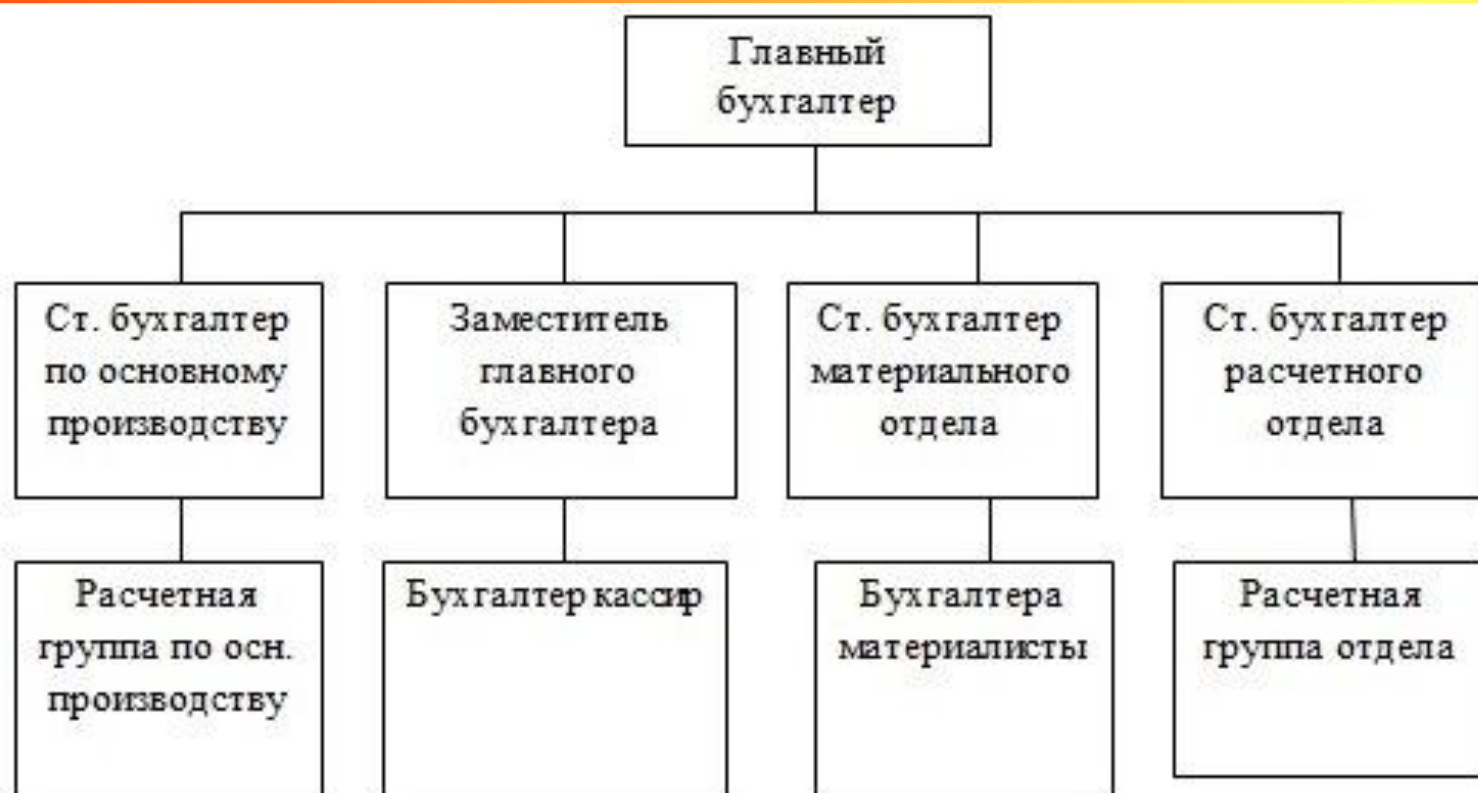 Главный
бухгалтер
Ст. бухгалтер
по основному
производству
Заместитель
главного
бухгалтера
Ст. бухгалтер
материального
отдела
Ст. бухгалтер
расчетного
отдела
Расчетная
группа по осн.
производству
Бухгалтер кассир
Бухгалтера
материалисты
Расчетная
группа отдела